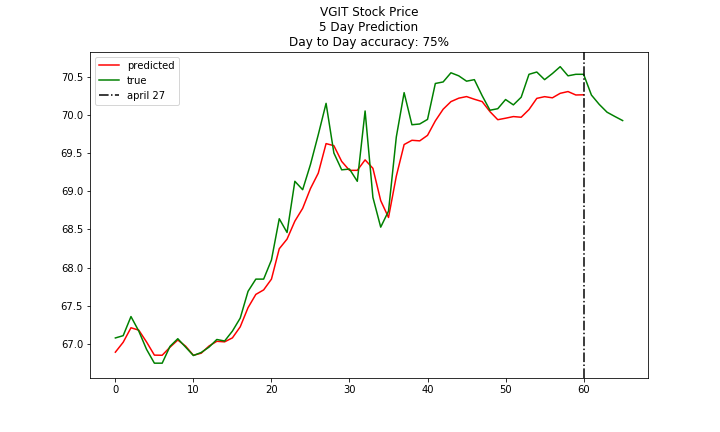 VGIT Stock Price
5 Day Prediction
Day to Day accuracy: 75%
predicted
true
april 27
70.5
70.0
69.5
69.0
68.5
68.0
67.5
67.0
0 10 20 30 40 50 60